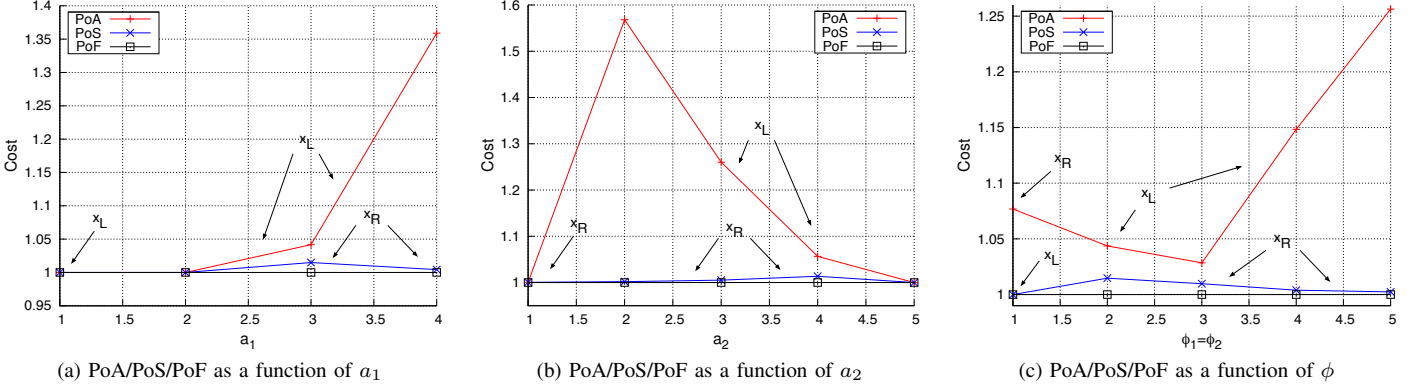 1.4
1.35
1.3
1.25
1.2
1.15
1.1
1.05
1
0.95
Cost
PoA
PoS
PoF
x_L
x_L
x_R
1 1.5 2 2.5 3 3.5 4
a_1
(a) PoA/PoS/PoF as a function of a_1
1.6
1.5
1.4
1.3
1.2
1.1
1
Cost
PoA
PoS
PoF
x_L
x_R
x_R
1 1.5 2 2.5 3 3.5 4 4.5 5
a_2
(b) PoA/PoS/PoF as a function of a_2
1.25
1.2
1.15
1.1
1.05
1
Cost
PoA
PoS
PoF
x_R
x_L
x_R
x_L
1 1.5 2 2.5 3 3.5 4 4.5 5
ϕ_1=ϕ_2
(c) PoA/PoS/PoF as a function of ϕ